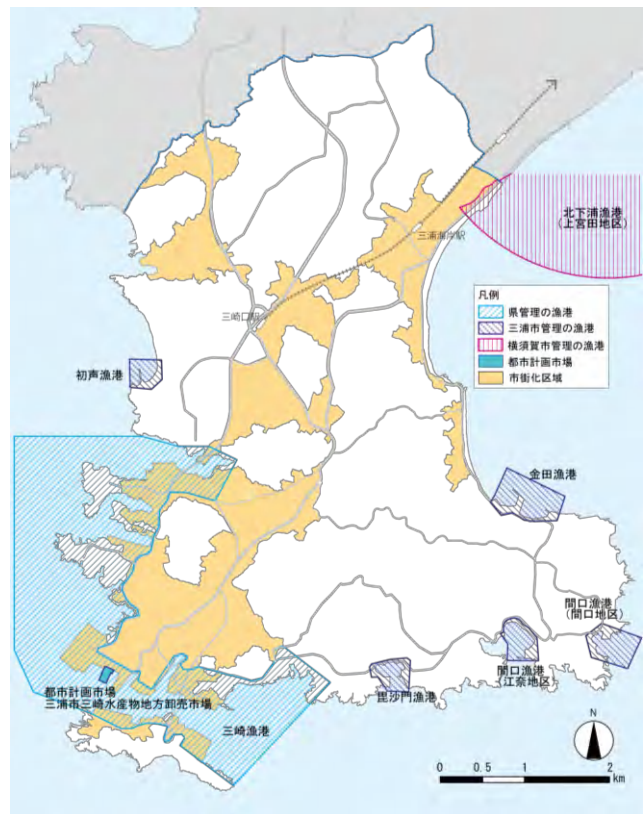 北下浦漁港
（上宮田地区）
三浦海岸駅
凡例
県管理の漁港
三浦市管理の漁港
横須賀市管理の漁港
都市計画市場
市街化区域
三崎口駅
初声漁港
金田漁港
間口漁港
（間口地区）
間口漁港
（江奈地区）
毘沙門漁港
都市計画市場
三浦市三崎水産物地方卸売市場
三崎漁港
N
0 0.5 1 2
km